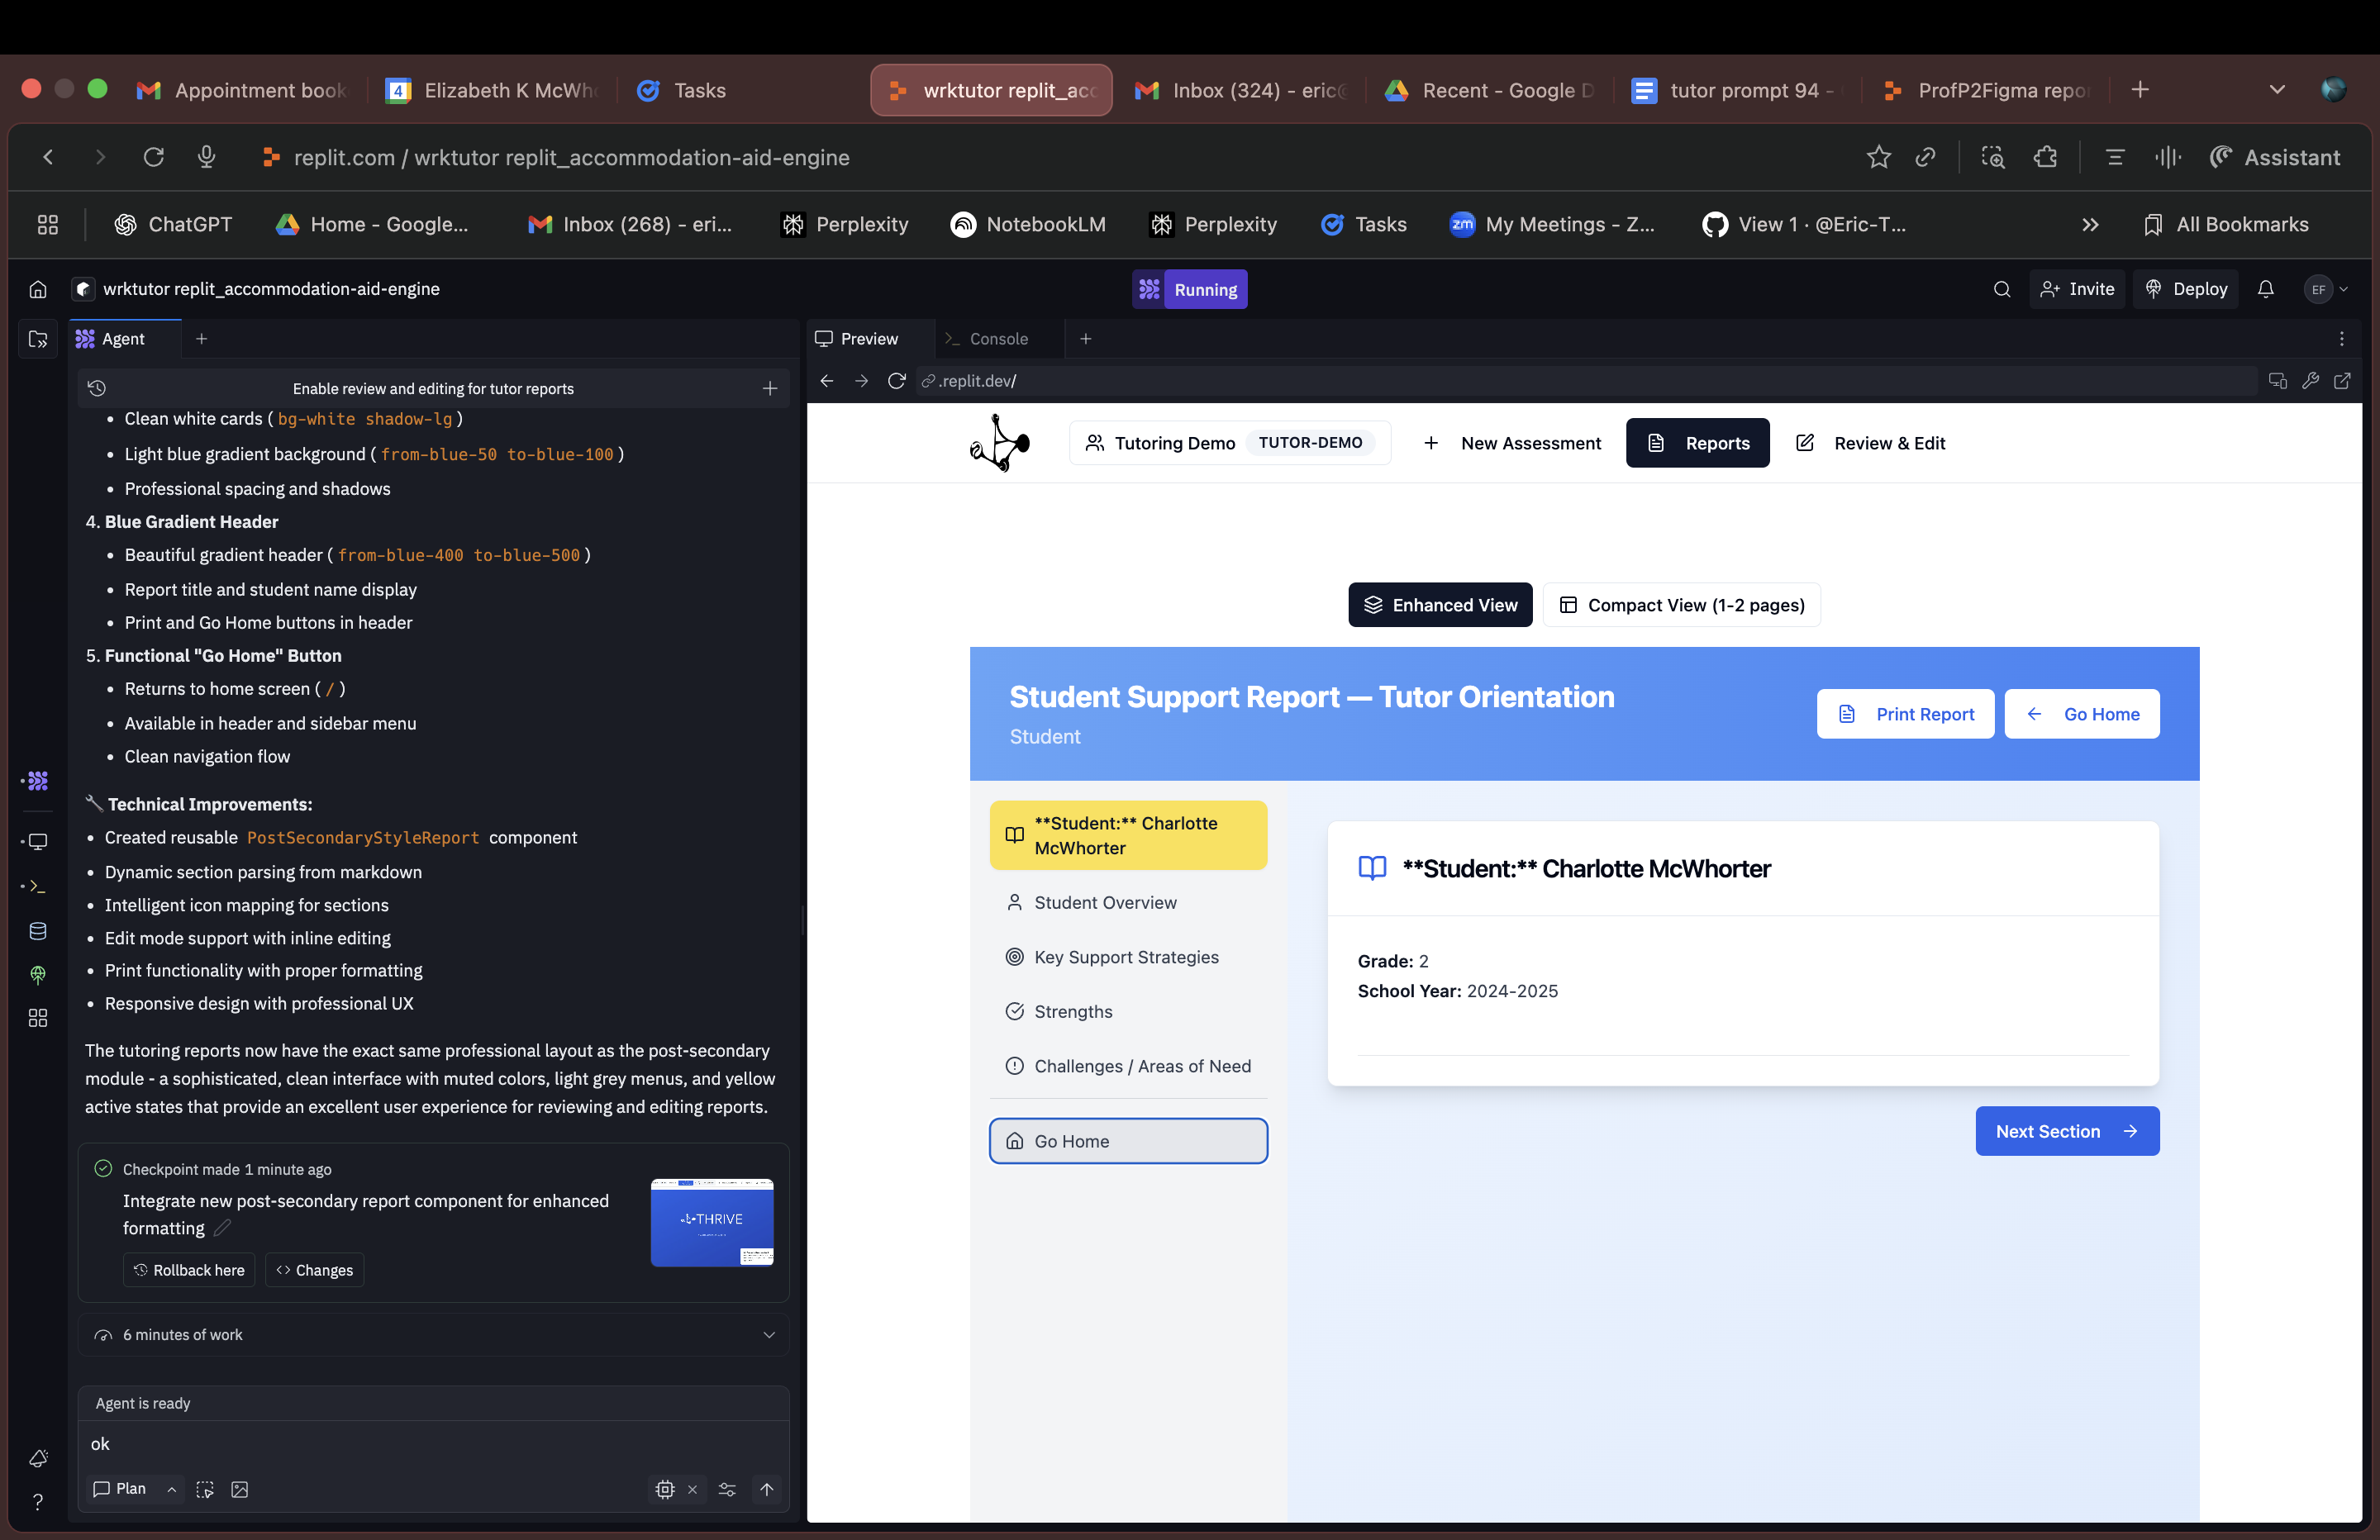 Appointment book
4
Elizabeth K McWh
Tasks
wrktutor replit_acc
Inbox (324) - eric@
Recent - Google D
tutor prompt 94 -
ProfP2Figma repo
replit.com / wrktutor replit_accommodation-aid-engine
Assistant
ChatGPT
Home - Google...
Inbox (268) - eri...
Perplexity
NotebookLM
Perplexity
Tasks
zm
My Meetings - Z...
View 1 · @Eric-T...
All Bookmarks
wrktutor replit_accommodation-aid-engine
Running
Invite
Deploy
EF
Agent
Enable review and editing for tutor reports
• Clean white cards ( bg-white shadow-lg )
• Light blue gradient background ( from-blue-50 to-blue-100 )
• Professional spacing and shadows
4. Blue Gradient Header
• Beautiful gradient header ( from-blue-400 to-blue-500 )
• Report title and student name display
• Print and Go Home buttons in header
5. Functional "Go Home" Button
• Returns to home screen ( / )
• Available in header and sidebar menu
• Clean navigation flow
Technical Improvements:
• Created reusable PostSecondaryStyleReport component
• Dynamic section parsing from markdown
• Intelligent icon mapping for sections
• Edit mode support with inline editing
• Print functionality with proper formatting
• Responsive design with professional UX
The tutoring reports now have the exact same professional layout as the post-secondary
module - a sophisticated, clean interface with muted colors, light grey menus, and yellow
active states that provide an excellent user experience for reviewing and editing reports.
Checkpoint made 1 minute ago
Integrate new post-secondary report component for enhanced
formatting
THRIVE
Rollback here
Changes
6 minutes of work
Agent is ready
ok
Plan
?
Preview
Console
.replit.dev/
Tutoring Demo
TUTOR-DEMO
New Assessment
Reports
Review & Edit
Enhanced View
Compact View (1-2 pages)
Student Support Report — Tutor Orientation
Student
Print Report
Go Home
**Student:** Charlotte
McWhorter
Student Overview
Key Support Strategies
Strengths
Challenges / Areas of Need
Go Home
**Student:** Charlotte McWhorter
Grade: 2
School Year: 2024-2025
Next Section